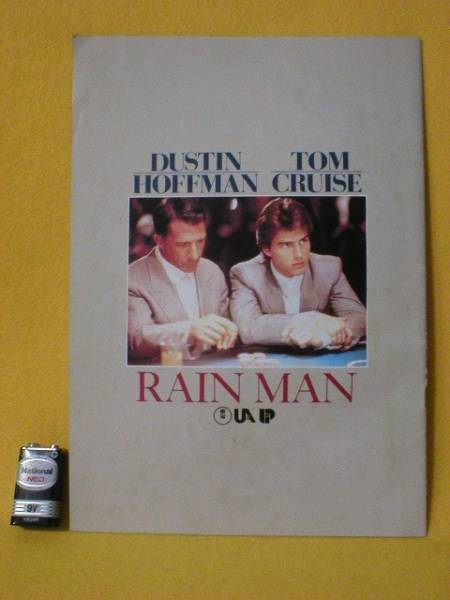 DUSTIN TOM
HOFFMAN CRUISE
RAIN MAN
UA UIP
National
NEO
9V